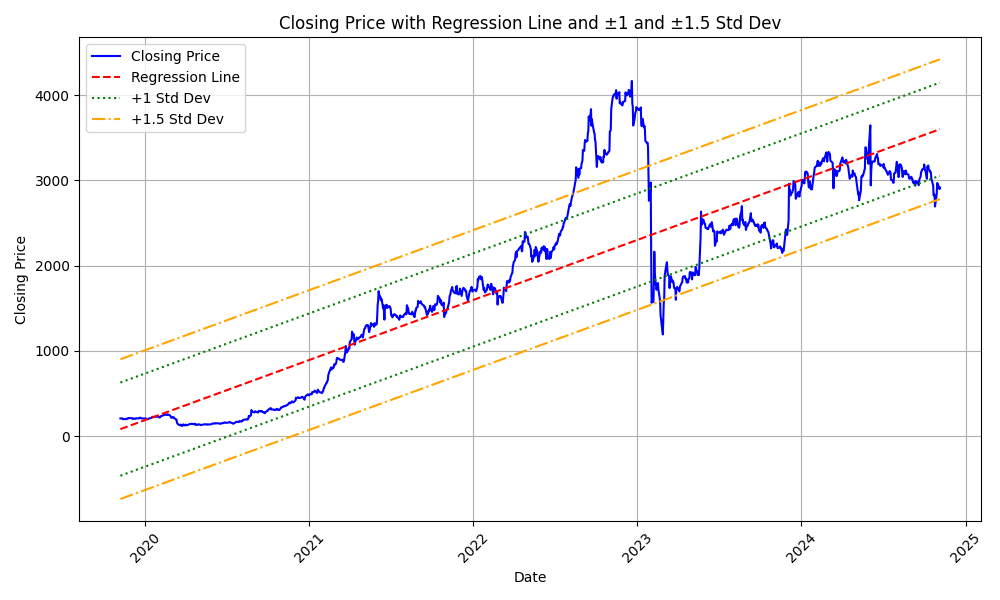 Closing Price with Regression Line and ±1 and ±1.5 Std Dev
Closing Price
Regression Line
+1 Std Dev
+1.5 Std Dev
Closing Price
4000
3000
2000
1000
0
2020
2021
2022
2023
2024
2025
Date